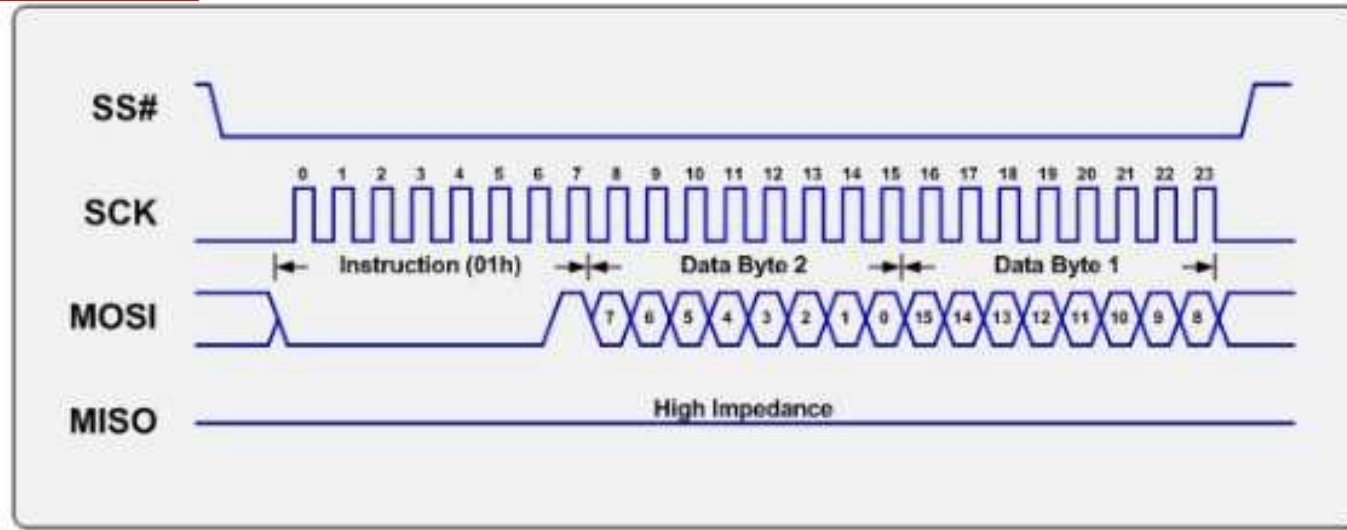 SS#
0 1 2 3 4 5 6 7 8 9 10 11 12 13 14 15 16 17 18 19 20 21 22 23
SCK
Instruction (01h) Data Byte 2 Data Byte 1
MOSI 7 6 5 4 3 2 1 0 15 14 13 12 11 10 9 8
High Impedance
MISO